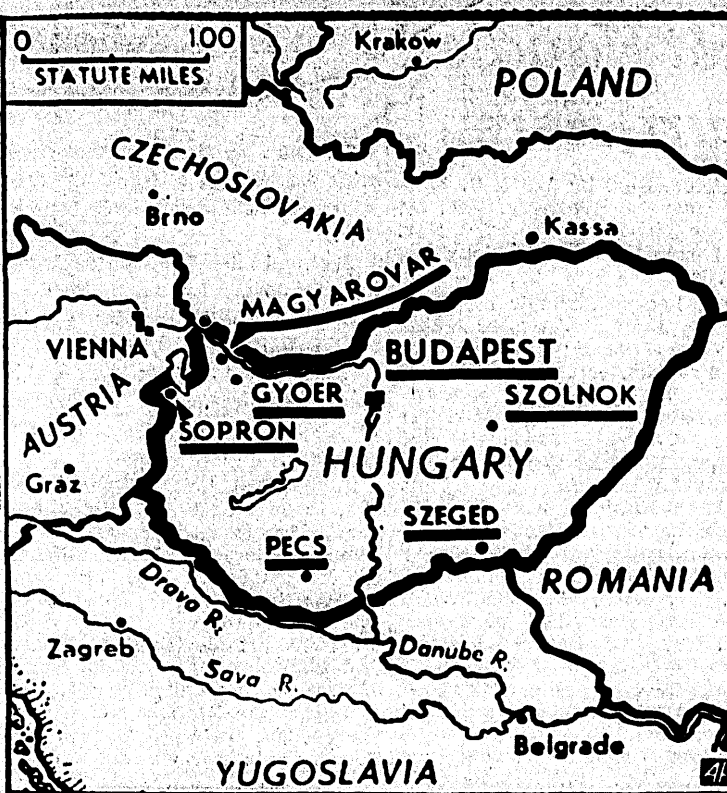 0 100
STATUTE MILES
Krakow
POLAND
CZECHOSLOVAKIA
Brno
Kassa
MAGYAROVAR
VIENNA
BUDAPEST
AUSTRIA
GYOER
SZOLNOK
SOPRON
HUNGARY
Graz
SZEGED
PECS
ROMANIA
Drava R.
Zagreb
Danube R.
Sava R.
Belgrade
YUGOSLAVIA